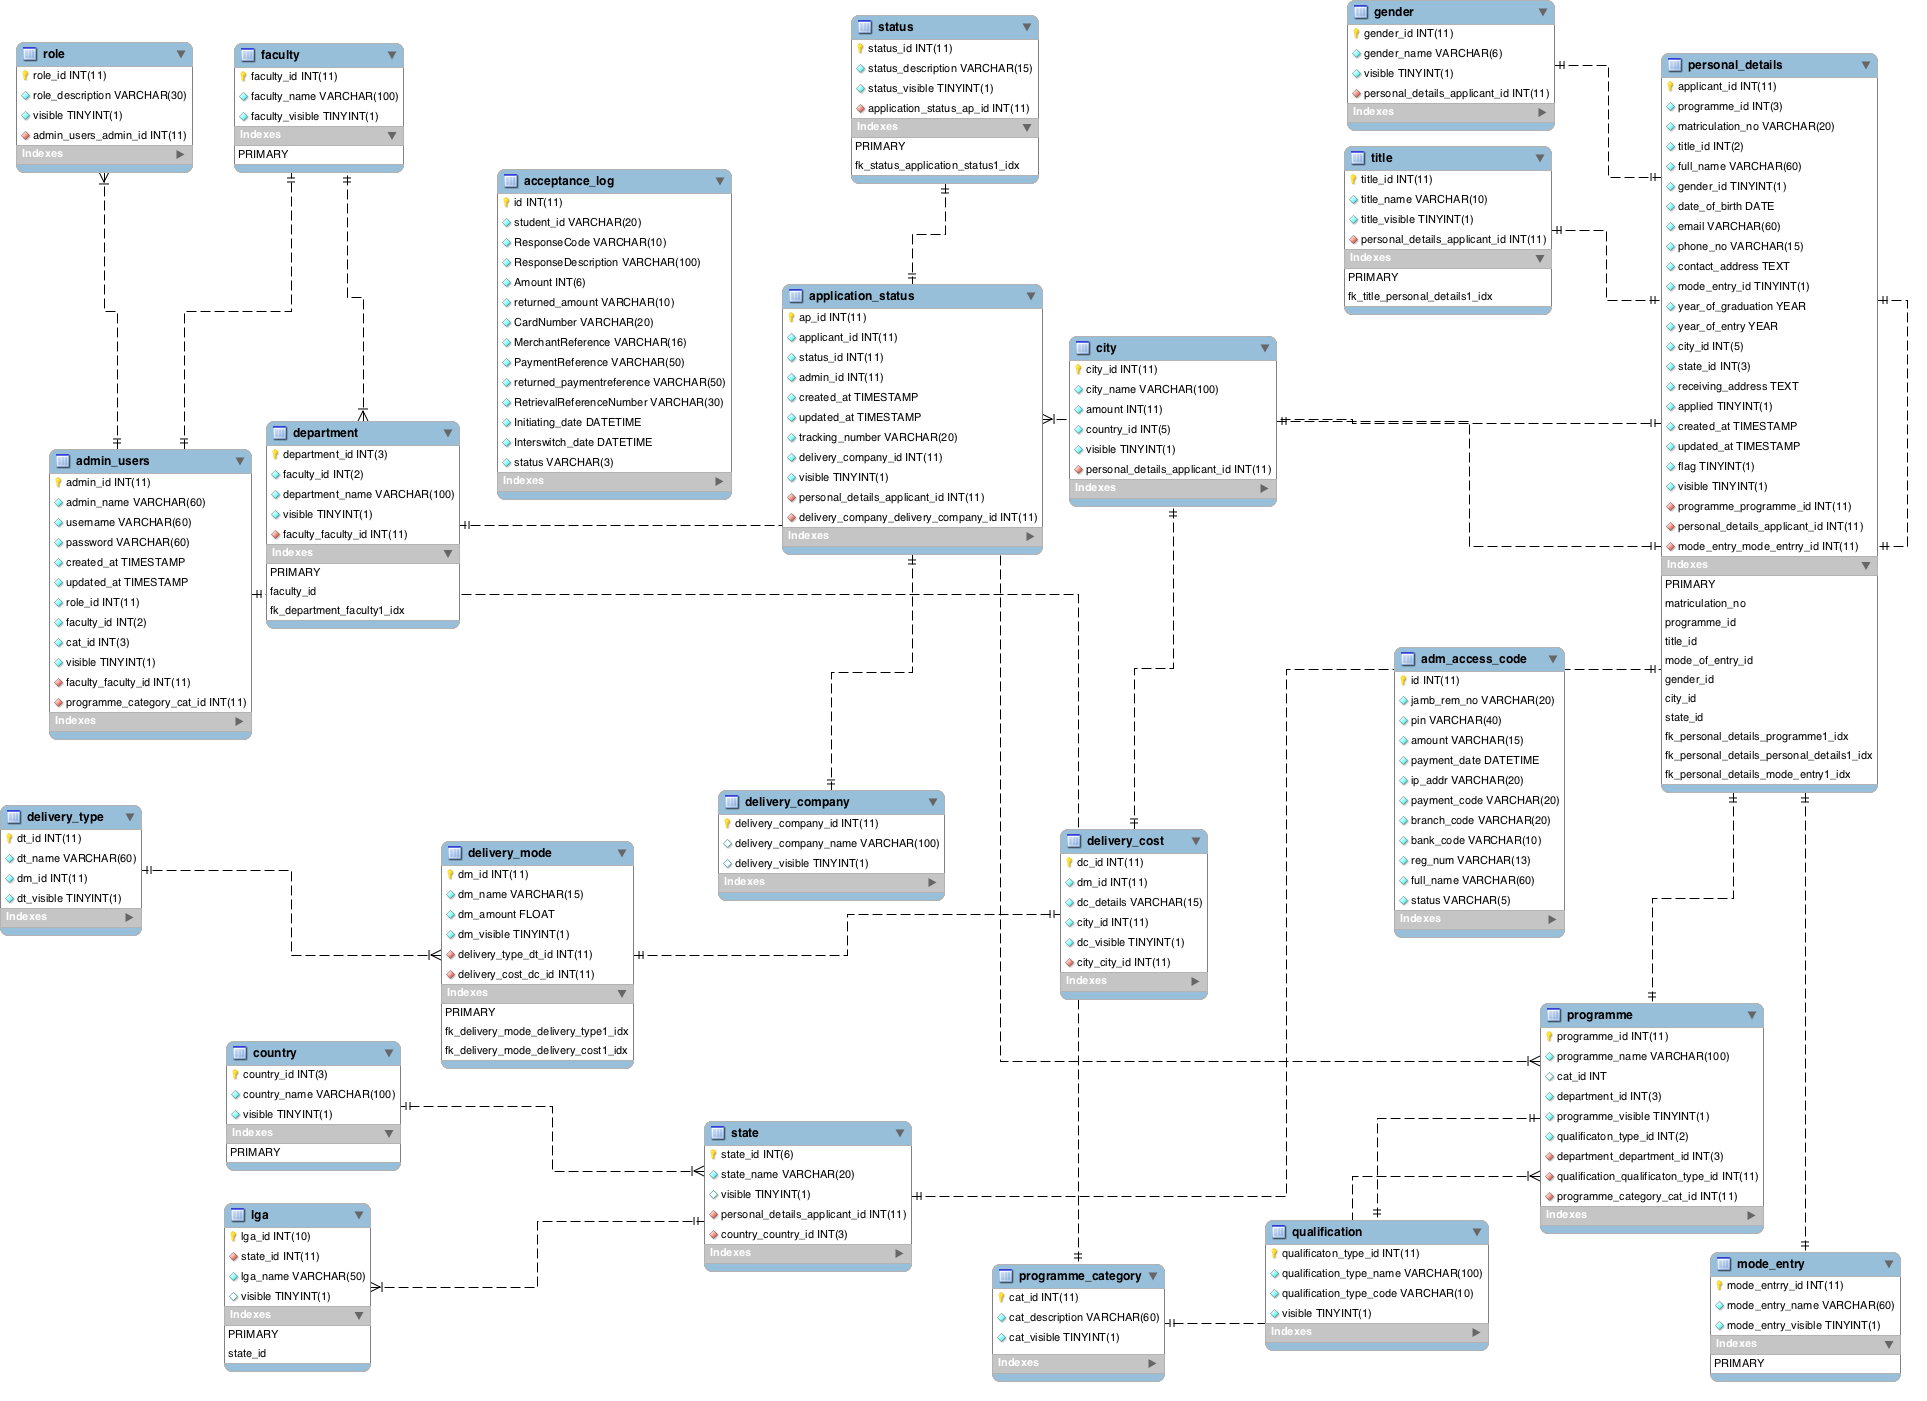 role
role_id INT(11)
role_description VARCHAR(30)
visible TINYINT(1)
admin_users_admin_id INT(11)
Indexes
faculty
faculty_id INT(11)
faculty_name VARCHAR(100)
faculty_visible TINYINT(1)
Indexes
PRIMARY
acceptance_log
id INT(11)
student_id VARCHAR(20)
ResponseCode VARCHAR(10)
ResponseDescription VARCHAR(100)
Amount INT(6)
returned_amount VARCHAR(10)
CardNumber VARCHAR(20)
MerchantReference VARCHAR(16)
PaymentReference VARCHAR(50)
returned_paymentreference VARCHAR(50)
RetrievalReferenceNumber VARCHAR(30)
Initiating_date DATETIME
Interswitch_date DATETIME
status VARCHAR(3)
Indexes
status
status_id INT(11)
status_description VARCHAR(15)
status_visible TINYINT(1)
application_status_ap_id INT(11)
Indexes
PRIMARY
fk_status_application_status1_idx
gender
gender_id INT(11)
gender_name VARCHAR(6)
visible TINYINT(1)
personal_details_applicant_id INT(11)
Indexes
title
title_id INT(11)
title_name VARCHAR(10)
title_visible TINYINT(1)
personal_details_applicant_id INT(11)
Indexes
PRIMARY
fk_title_personal_details1_idx
personal_details
applicant_id INT(11)
programme_id INT(3)
matriculation_no VARCHAR(20)
title_id INT(2)
full_name VARCHAR(60)
gender_id TINYINT(1)
date_of_birth DATE
email VARCHAR(60)
phone_no VARCHAR(15)
contact_address TEXT
mode_entry_id TINYINT(1)
year_of_graduation YEAR
year_of_entry YEAR
city_id INT(5)
state_id INT(3)
receiving_address TEXT
applied TINYINT(1)
created_at TIMESTAMP
updated_at TIMESTAMP
flag TINYINT(1)
visible TINYINT(1)
programme_programme_id INT(11)
personal_details_applicant_id INT(11)
mode_entry_mode_entry_id INT(11)
Indexes
PRIMARY
matriculation_no
programme_id
title_id
mode_of_entry_id
gender_id
city_id
state_id
fk_personal_details_programme1_idx
fk_personal_details_personal_details1_idx
fk_personal_details_mode_entry1_idx
application_status
ap_id INT(11)
applicant_id INT(11)
status_id INT(11)
admin_id INT(11)
created_at TIMESTAMP
updated_at TIMESTAMP
tracking_number VARCHAR(20)
delivery_company_id INT(11)
visible TINYINT(1)
personal_details_applicant_id INT(11)
delivery_company_delivery_company_id INT(11)
Indexes
city
city_id INT(11)
city_name VARCHAR(100)
amount INT(11)
country_id INT(5)
visible TINYINT(1)
personal_details_applicant_id INT(11)
Indexes
admin_users
admin_id INT(11)
admin_name VARCHAR(60)
username VARCHAR(60)
password VARCHAR(60)
created_at TIMESTAMP
updated_at TIMESTAMP
role_id INT(11)
faculty_id INT(2)
cat_id INT(3)
visible TINYINT(1)
faculty_faculty_id INT(11)
programme_category_cat_id INT(11)
Indexes
department
department_id INT(3)
faculty_id INT(2)
department_name VARCHAR(100)
visible TINYINT(1)
faculty_faculty_id INT(11)
Indexes
PRIMARY
faculty_id
fk_department_faculty1_idx
adm_access_code
id INT(11)
jamb_rem_no VARCHAR(20)
pin VARCHAR(40)
amount VARCHAR(15)
payment_date DATETIME
ip_addr VARCHAR(20)
payment_code VARCHAR(20)
branch_code VARCHAR(20)
bank_code VARCHAR(10)
reg_num VARCHAR(13)
full_name VARCHAR(60)
status VARCHAR(5)
Indexes
delivery_type
dt_id INT(11)
dt_name VARCHAR(60)
dm_id INT(11)
dt_visible TINYINT(1)
Indexes
delivery_mode
dm_id INT(11)
dm_name VARCHAR(15)
dm_amount FLOAT
dm_visible TINYINT(1)
delivery_type_dt_id INT(11)
delivery_cost_dc_id INT(11)
Indexes
PRIMARY
fk_delivery_mode_delivery_type1_idx
fk_delivery_mode_delivery_cost1_idx
delivery_company
delivery_company_id INT(11)
delivery_company_name VARCHAR(100)
delivery_visible TINYINT(1)
Indexes
delivery_cost
dc_id INT(11)
dm_id INT(11)
dc_details VARCHAR(15)
city_id INT(11)
dc_visible TINYINT(1)
city_city_id INT(11)
Indexes
programme
programme_id INT(11)
programme_name VARCHAR(100)
cat_id INT
department_id INT(3)
programme_visible TINYINT(1)
qualificaton_type_id INT(2)
department_department_id INT(3)
qualification_qualificaton_type_id INT(11)
programme_category_cat_id INT(11)
Indexes
country
country_id INT(3)
country_name VARCHAR(100)
visible TINYINT(1)
Indexes
PRIMARY
state
state_id INT(6)
state_name VARCHAR(20)
visible TINYINT(1)
personal_details_applicant_id INT(11)
country_country_id INT(3)
Indexes
lga
lga_id INT(10)
state_id INT(11)
lga_name VARCHAR(50)
visible TINYINT(1)
Indexes
PRIMARY
state_id
programme_category
cat_id INT(11)
cat_description VARCHAR(60)
cat_visible TINYINT(1)
Indexes
qualification
qualificaton_type_id INT(11)
qualification_type_name VARCHAR(100)
qualification_type_code VARCHAR(10)
visible TINYINT(1)
Indexes
mode_entry
mode_entry_id INT(11)
mode_entry_name VARCHAR(60)
mode_entry_visible TINYINT(1)
Indexes
PRIMARY